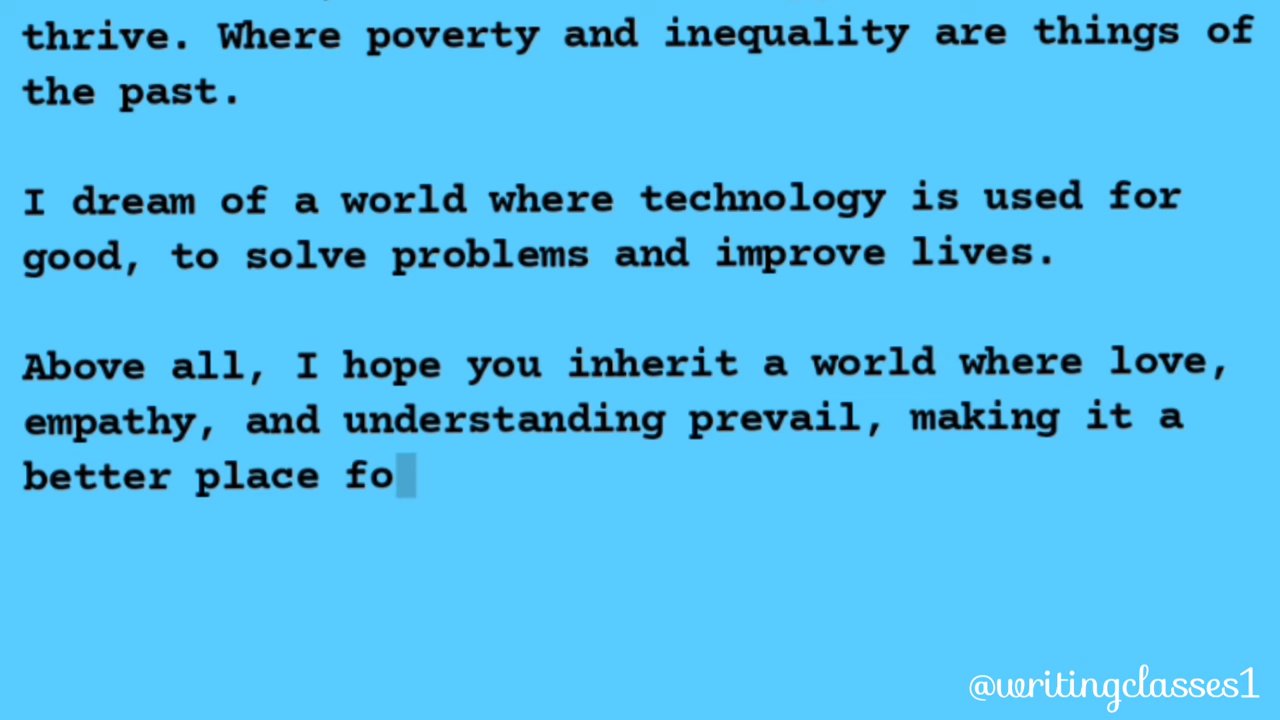 thrive. Where poverty and inequality are things of
the past.
I dream of a world where technology is used for
good, to solve problems and improve lives.
Above all, I hope you inherit a world where love,
empathy, and understanding prevail, making it a
better place fo
@writingclasses1